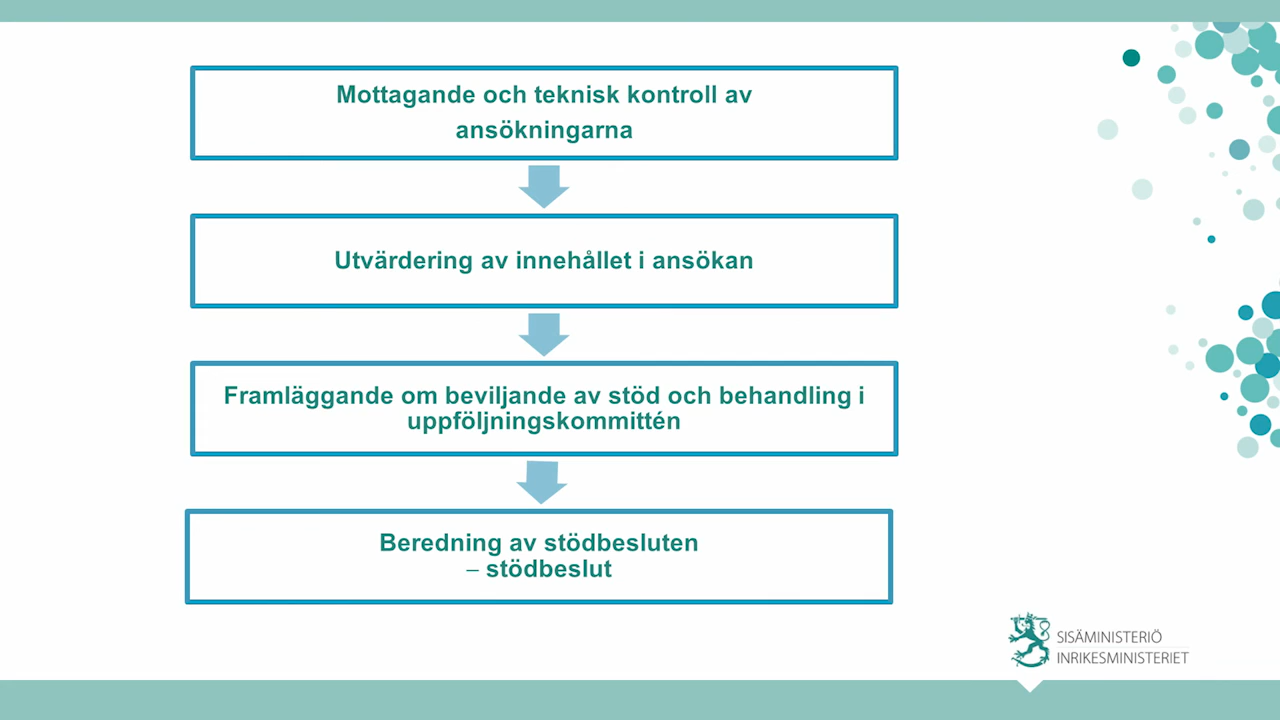 Mottagande och teknisk kontroll av
ansökningarna
Utvärdering av innehållet i ansökan
Framläggande om beviljande av stöd och behandling i
uppföljningskommittén
Beredning av stödbesluten
– stödbeslut
SISÄMINISTERIÖ
INRIKESMINISTERIET